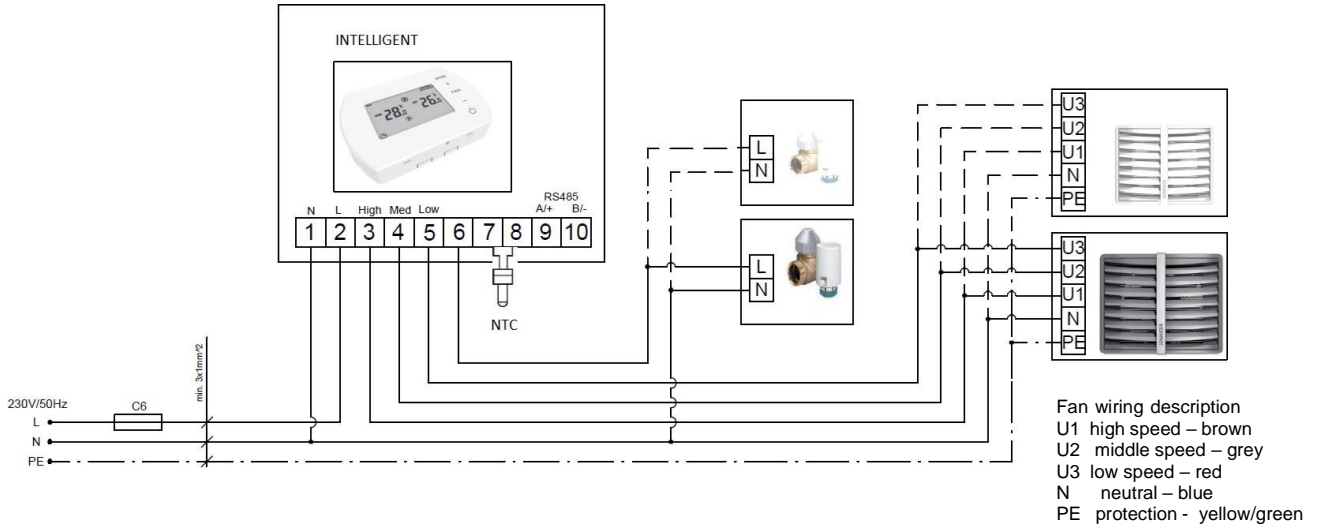 INTELLIGENT
28.0 26.0
RS485
N L High Med Low A/+ B/-
1 2 3 4 5 6 7 8 9 10
NTC
L
N
L
N
U3
U2
U1
N
PE
U3
U2
U1
N
PE
min. 3x1mm^2
230V/50Hz
C6
L
N
PE
Fan wiring description
U1 high speed – brown
U2 middle speed – grey
U3 low speed – red
N neutral – blue
PE protection - yellow/green